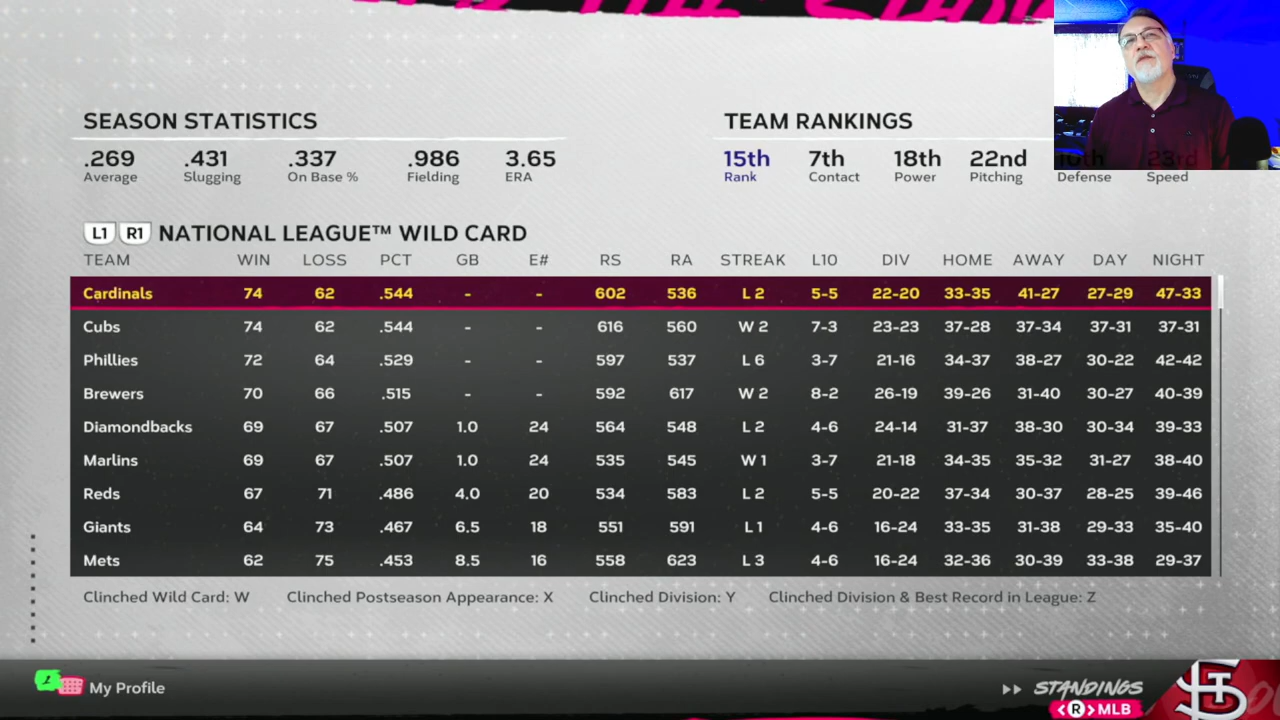 SEASON STATISTICS
.269 .431 .337 .986 3.65
Average Slugging On Base % Fielding ERA
TEAM RANKINGS
15th 7th 18th 22nd 10th 23rd
Rank Contact Power Pitching Defense Speed
L1 R1 NATIONAL LEAGUE™ WILD CARD
TEAM WIN LOSS PCT GB E# RS RA STREAK L10 DIV HOME AWAY DAY NIGHT
Cardinals 74 62 .544 - - 602 536 L 2 5-5 22-20 33-35 41-27 27-29 47-33
Cubs 74 62 .544 - - 616 560 W 2 7-3 23-23 37-28 37-34 37-31 37-31
Phillies 72 64 .529 - - 597 537 L 6 3-7 21-16 34-37 38-27 30-22 42-42
Brewers 70 66 .515 - - 592 617 W 2 8-2 26-19 39-26 31-40 30-27 40-39
Diamondbacks 69 67 .507 1.0 24 564 548 L 2 4-6 24-14 31-37 38-30 30-34 39-33
Marlins 69 67 .507 1.0 24 535 545 W 1 3-7 21-18 34-35 35-32 31-27 38-40
Reds 67 71 .486 4.0 20 534 583 L 2 5-5 20-22 37-34 30-37 28-25 39-46
Giants 64 73 .467 6.5 18 551 591 L 1 4-6 16-24 33-35 31-38 29-33 35-40
Mets 62 75 .453 8.5 16 558 623 L 3 4-6 16-24 32-36 30-39 33-38 29-37
Clinched Wild Card: W Clinched Postseason Appearance: X Clinched Division: Y Clinched Division & Best Record in League: Z
L My Profile
STANDINGS
<R> MLB
STL